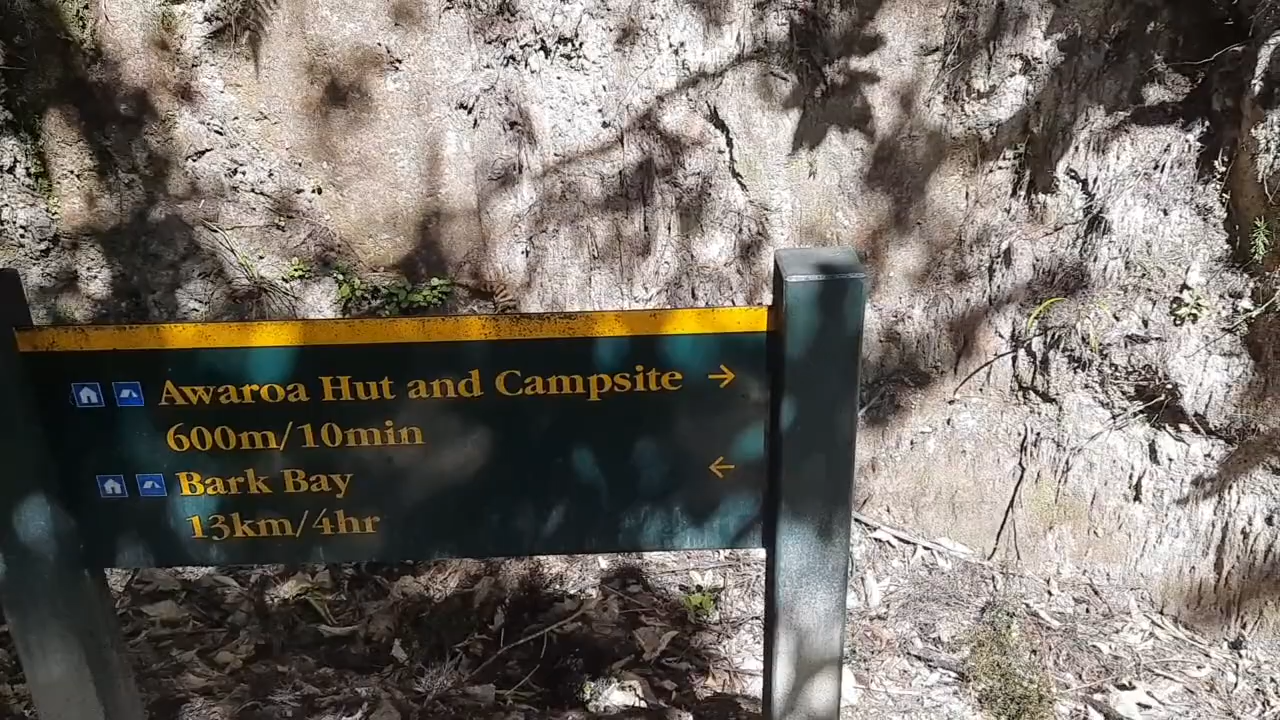 Awaroa Hut and Campsite →
600m/10min
Bark Bay ←
13km/4hr